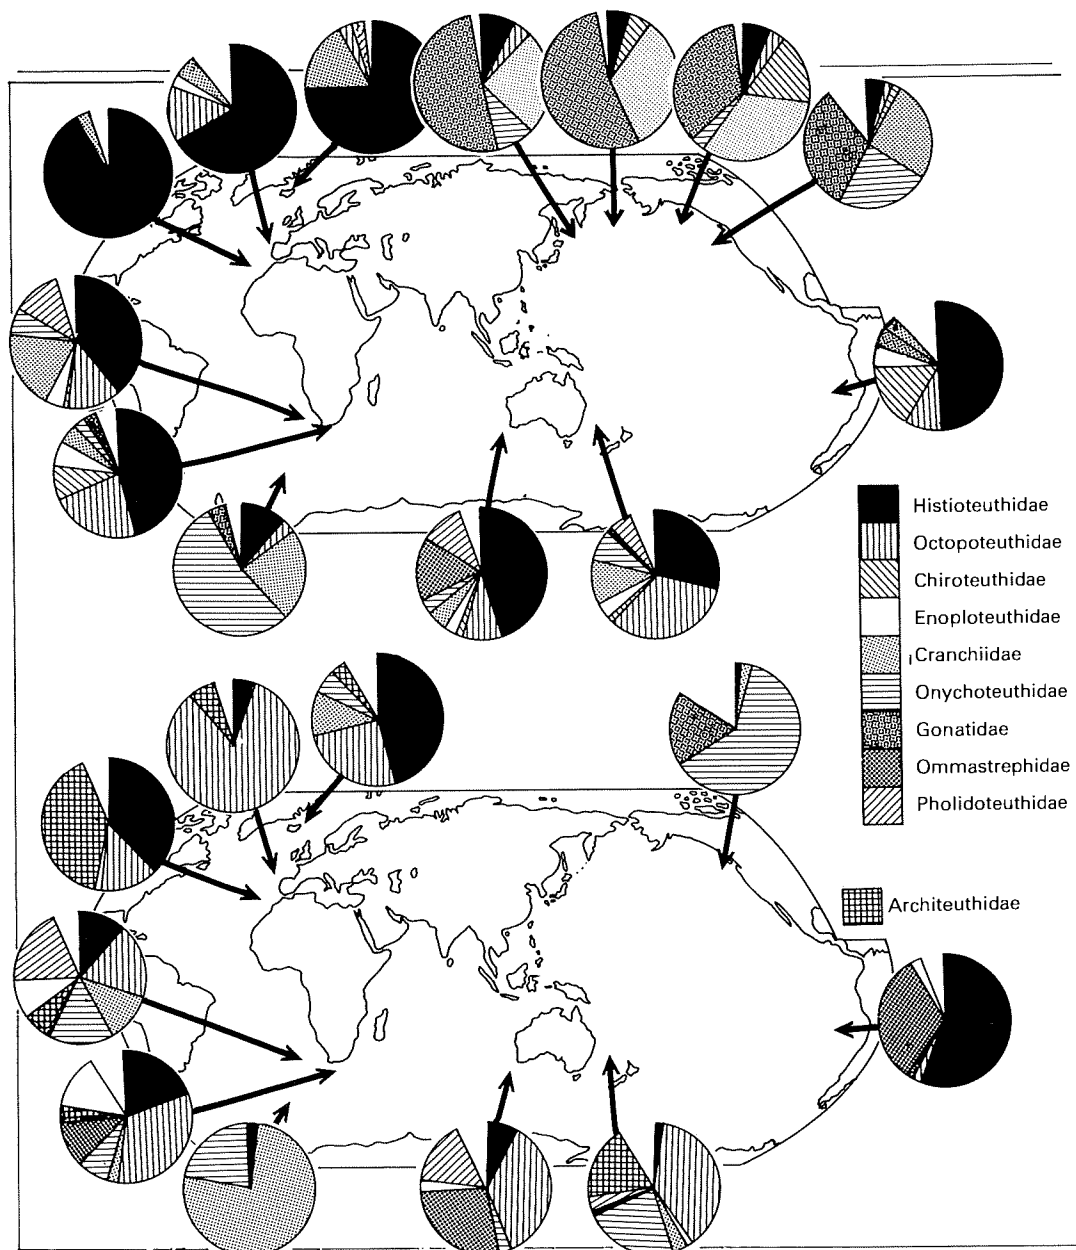 Histioteuthidae
Octopoteuthidae
Chiroteuthidae
Enoploteuthidae
Cranchiidae
Onychoteuthidae
Gonatidae
Ommastrephidae
Pholidoteuthidae
Architeuthidae